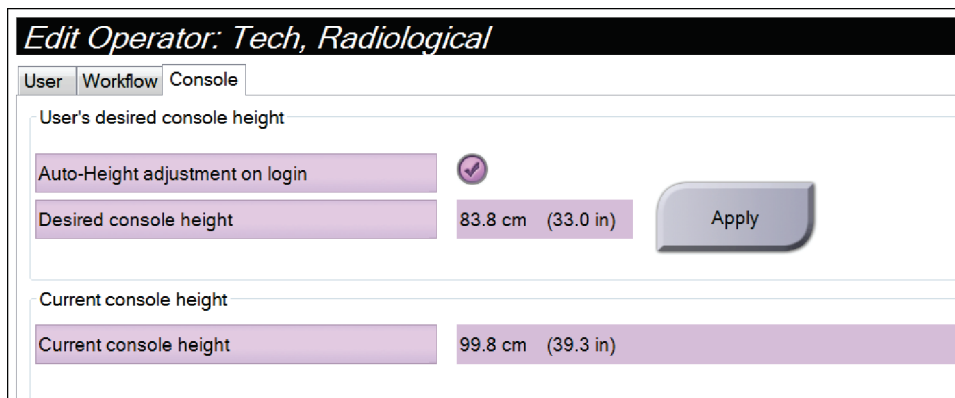 Edit Operator: Tech, Radiological
User Workflow Console
User's desired console height
Auto-Height adjustment on login
Desired console height 83.8 cm (33.0 in) Apply
Current console height
Current console height 99.8 cm (39.3 in)